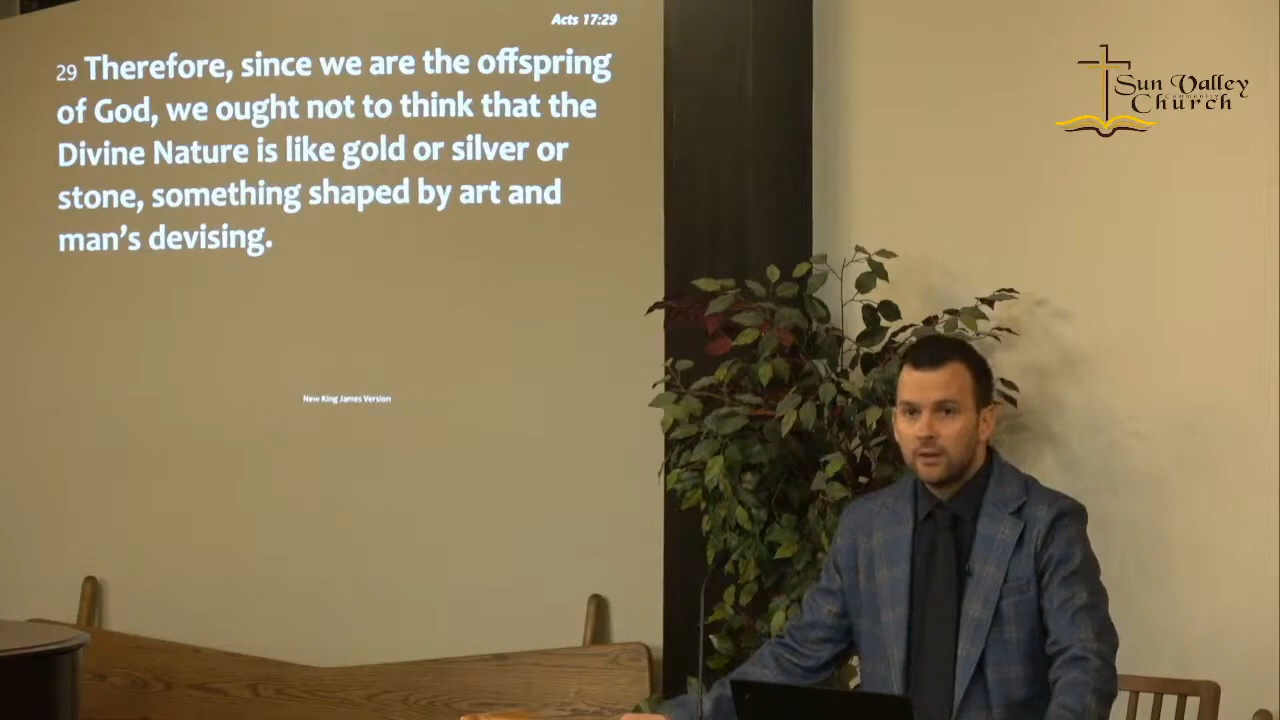 Acts 17:29
29 Therefore, since we are the offspring
of God, we ought not to think that the
Divine Nature is like gold or silver or
stone, something shaped by art and
man's devising.
New King James Version
Sun Valley
Community
Church